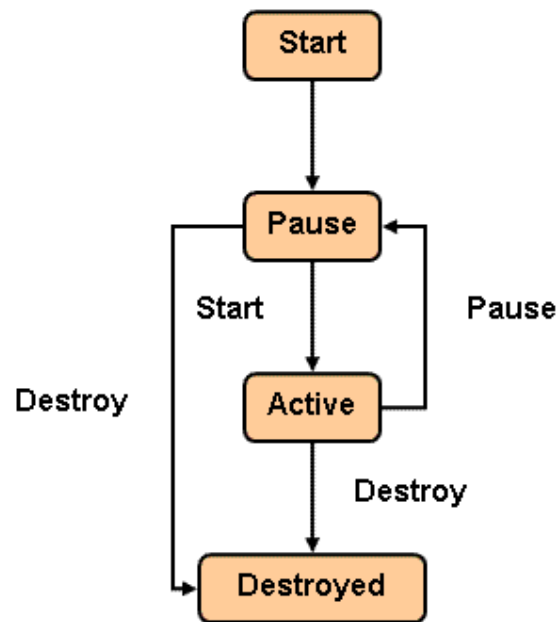 Start
Pause
Start
Pause
Destroy
Active
Destroy
Destroyed